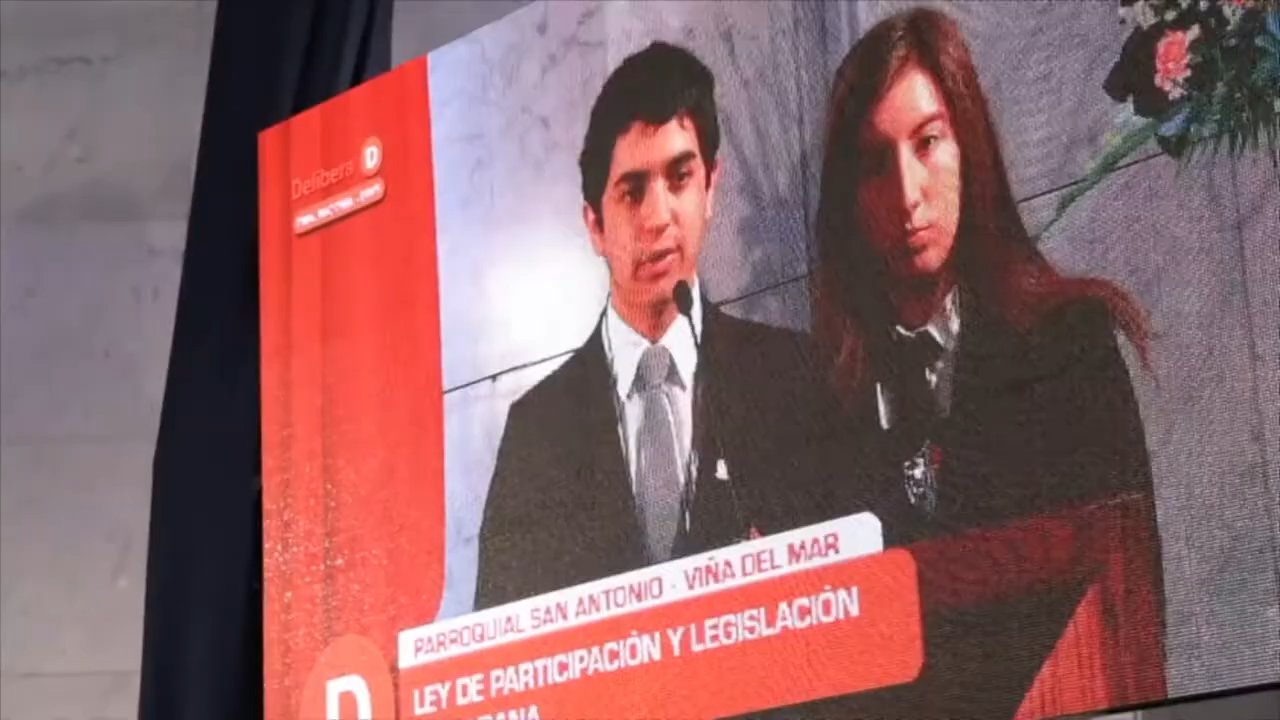 Delibera D
PARROQUIAL SAN ANTONIO - VIÑA DEL MAR
LEY DE PARTICIPACIÓN Y LEGISLACIÓN
D